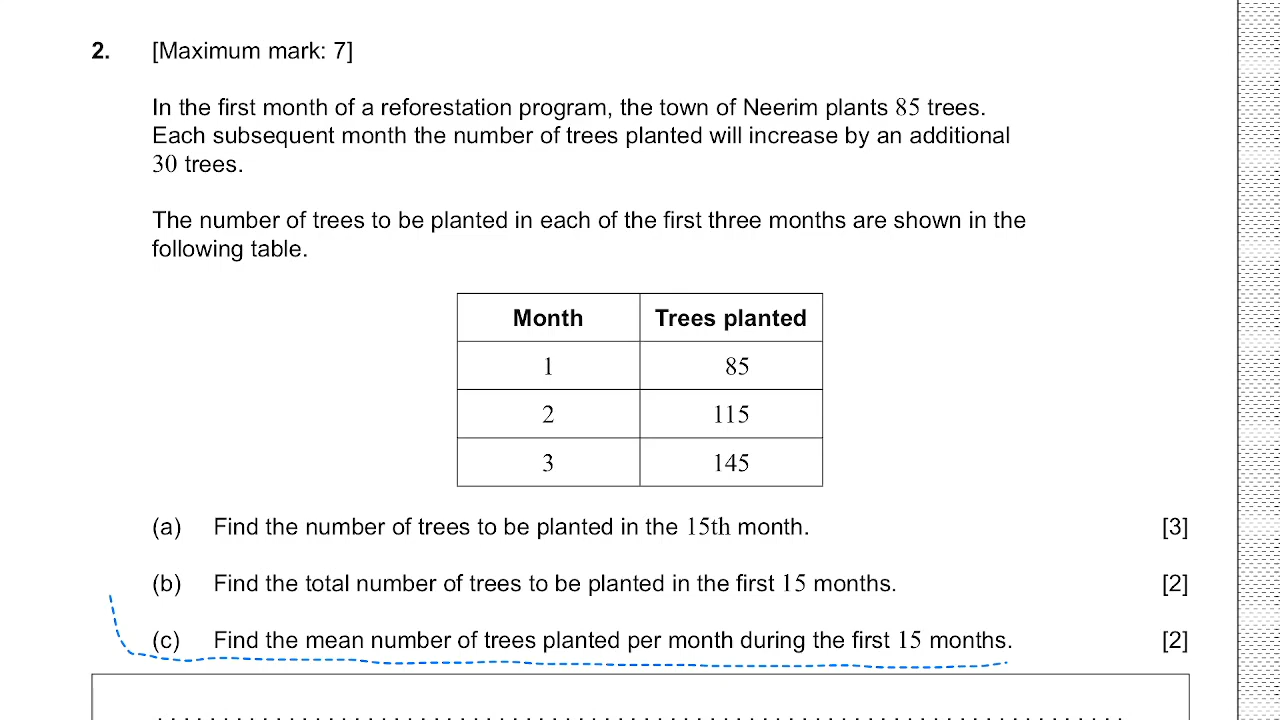 2. [Maximum mark: 7]
In the first month of a reforestation program, the town of Neerim plants 85 trees.
Each subsequent month the number of trees planted will increase by an additional
30 trees.
The number of trees to be planted in each of the first three months are shown in the
following table.
Month Trees planted
1 85
2 115
3 145
(a) Find the number of trees to be planted in the 15th month [3]
(b) Find the total number of trees to be planted in the first 15 months. [2]
(c) Find the mean number of trees planted per month during the first 15 months. [2]